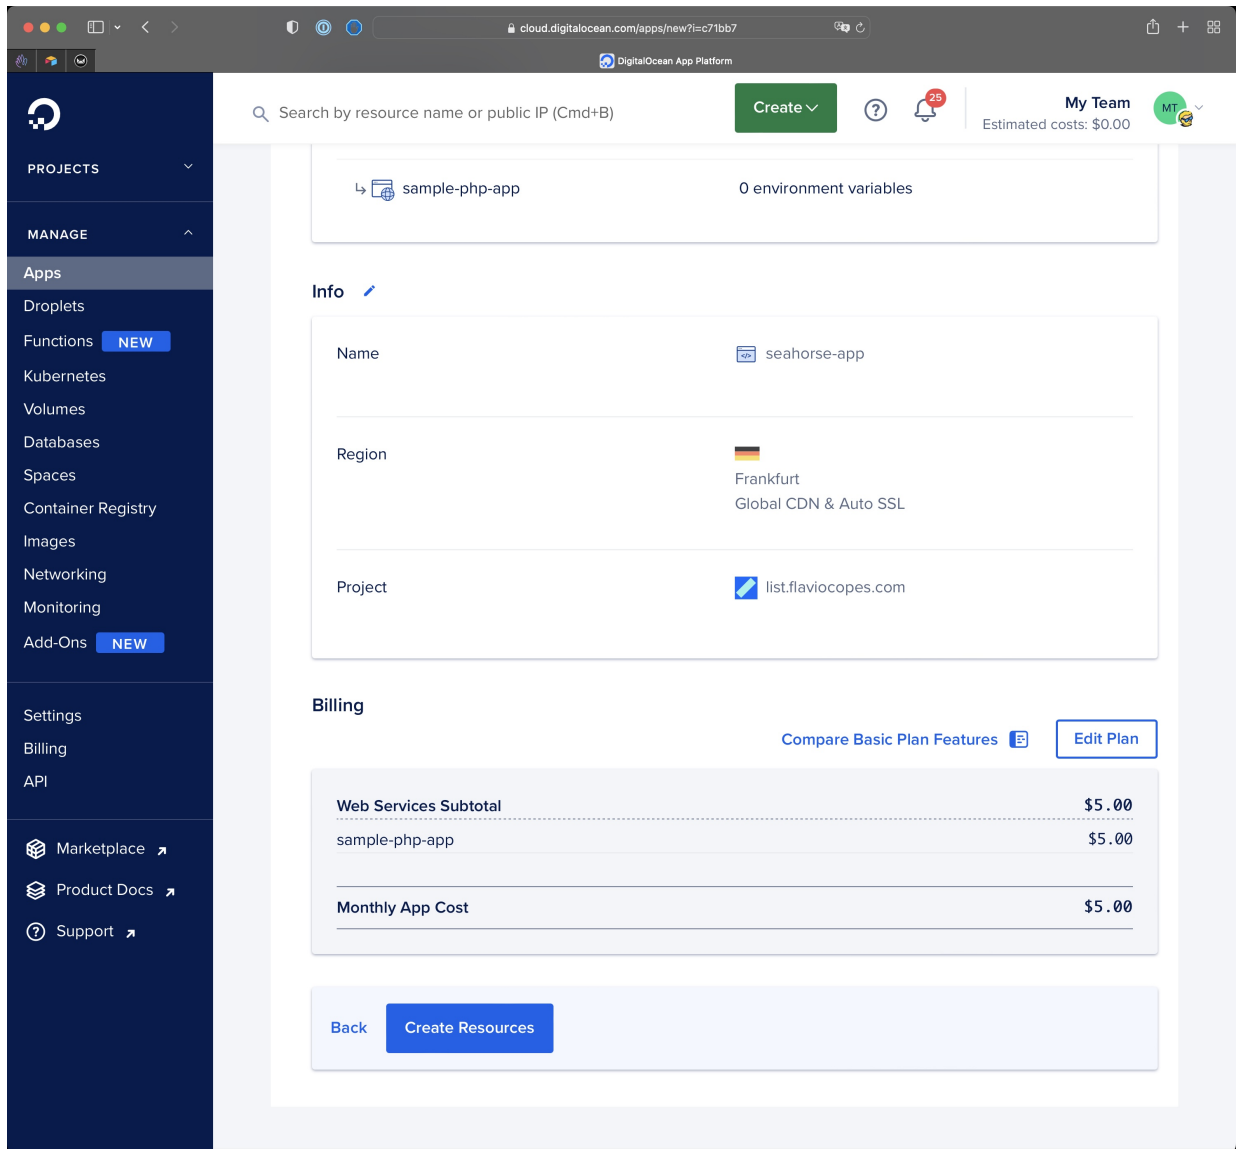 cloud.digitalocean.com/apps/new?i=c71bb7
DigitalOcean App Platform
Search by resource name or public IP (Cmd+B)
Create
25
My Team
Estimated costs: $0.00
MT
PROJECTS
MANAGE
Apps
Droplets
Functions NEW
Kubernetes
Volumes
Databases
Spaces
Container Registry
Images
Networking
Monitoring
Add-Ons NEW
Settings
Billing
API
Marketplace
Product Docs
Support
sample-php-app 0 environment variables
Info
Name seahorse-app
Region
Frankfurt
Global CDN & Auto SSL
Project list.flaviocopes.com
Billing
Compare Basic Plan Features Edit Plan
Web Services Subtotal $5.00
sample-php-app $5.00
Monthly App Cost $5.00
Back Create Resources